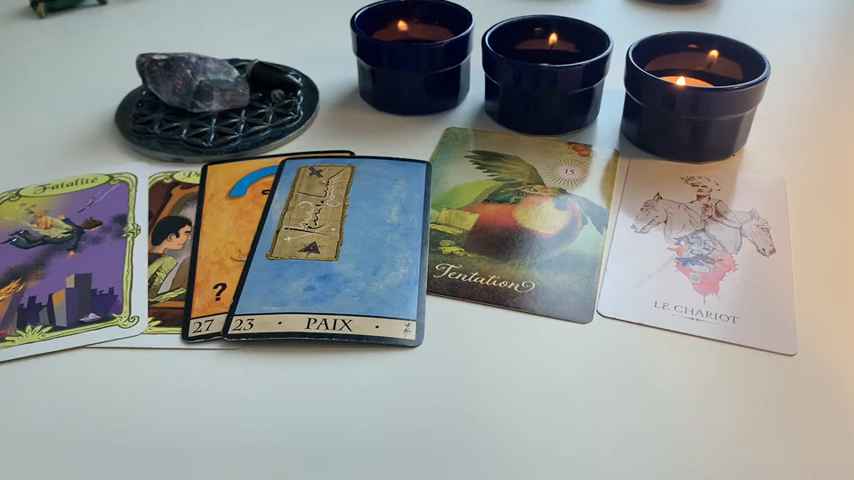 Fatalité
?
27
23 • PAIX •
15
Tentation
LE CHARIOT